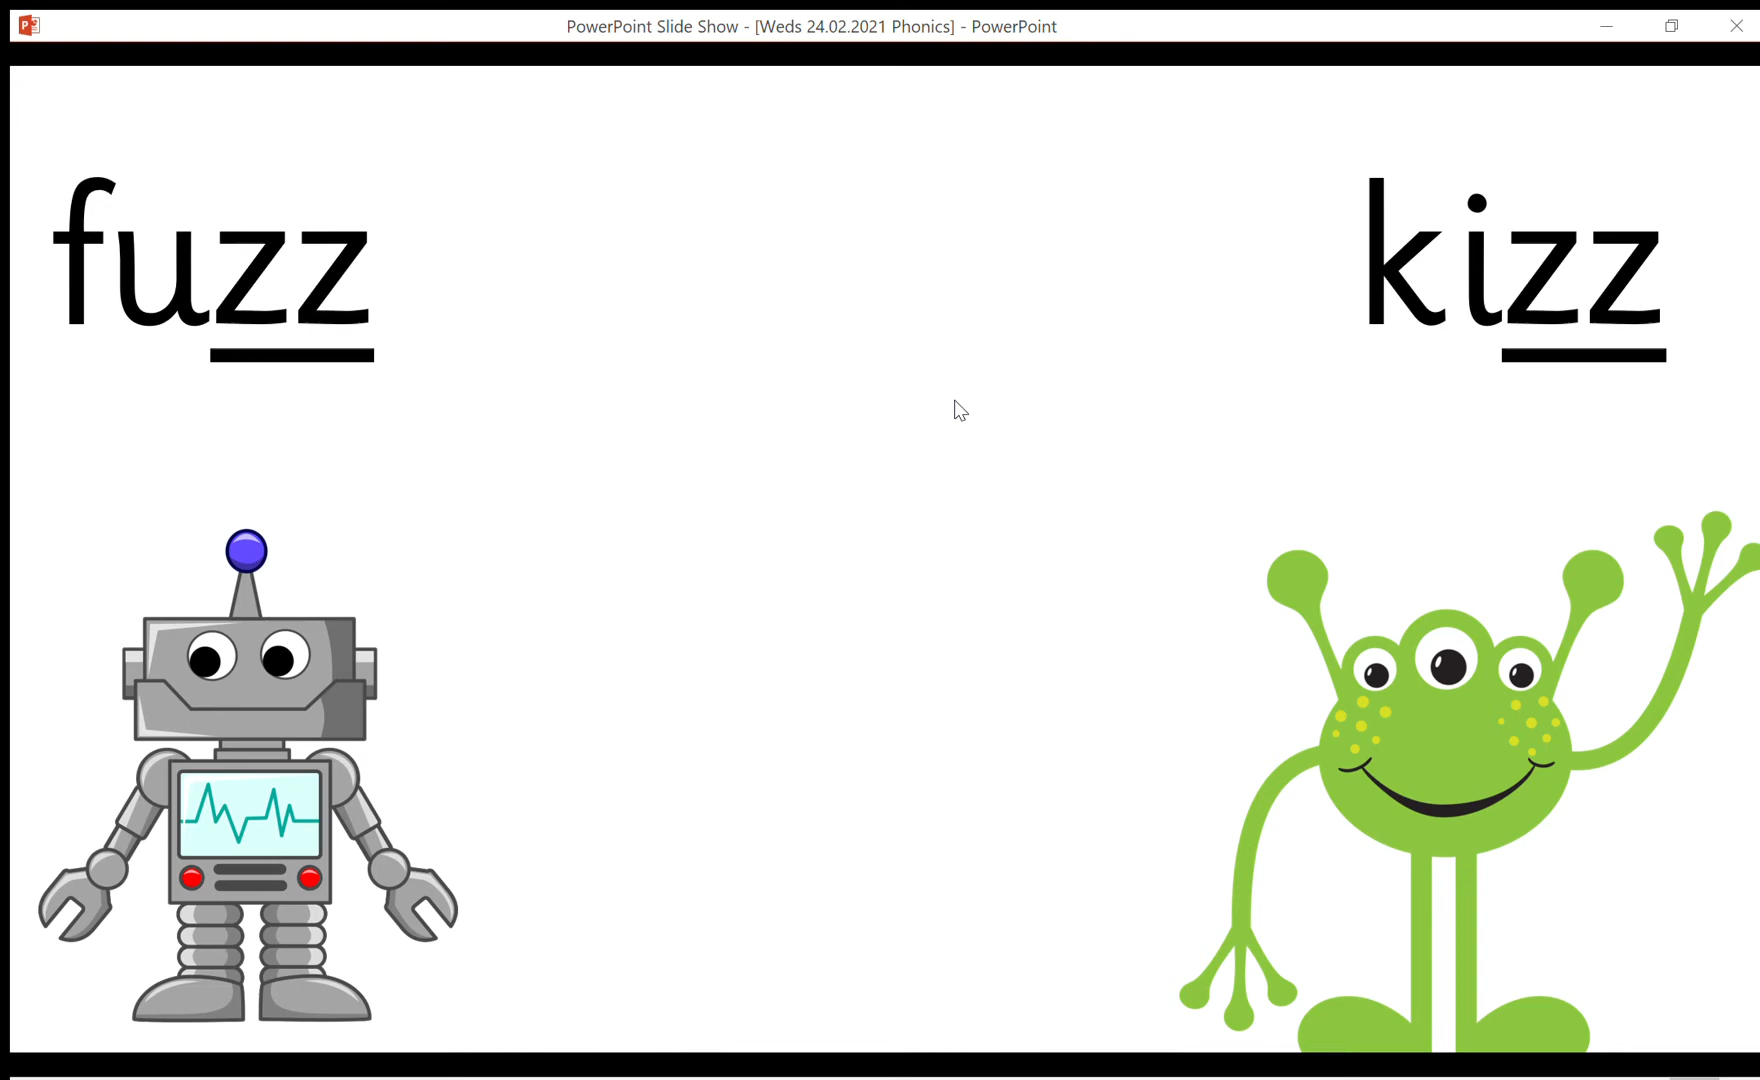 PowerPoint Slide Show - [Weds 24.02.2021 Phonics] - PowerPoint
fuzz
kizz